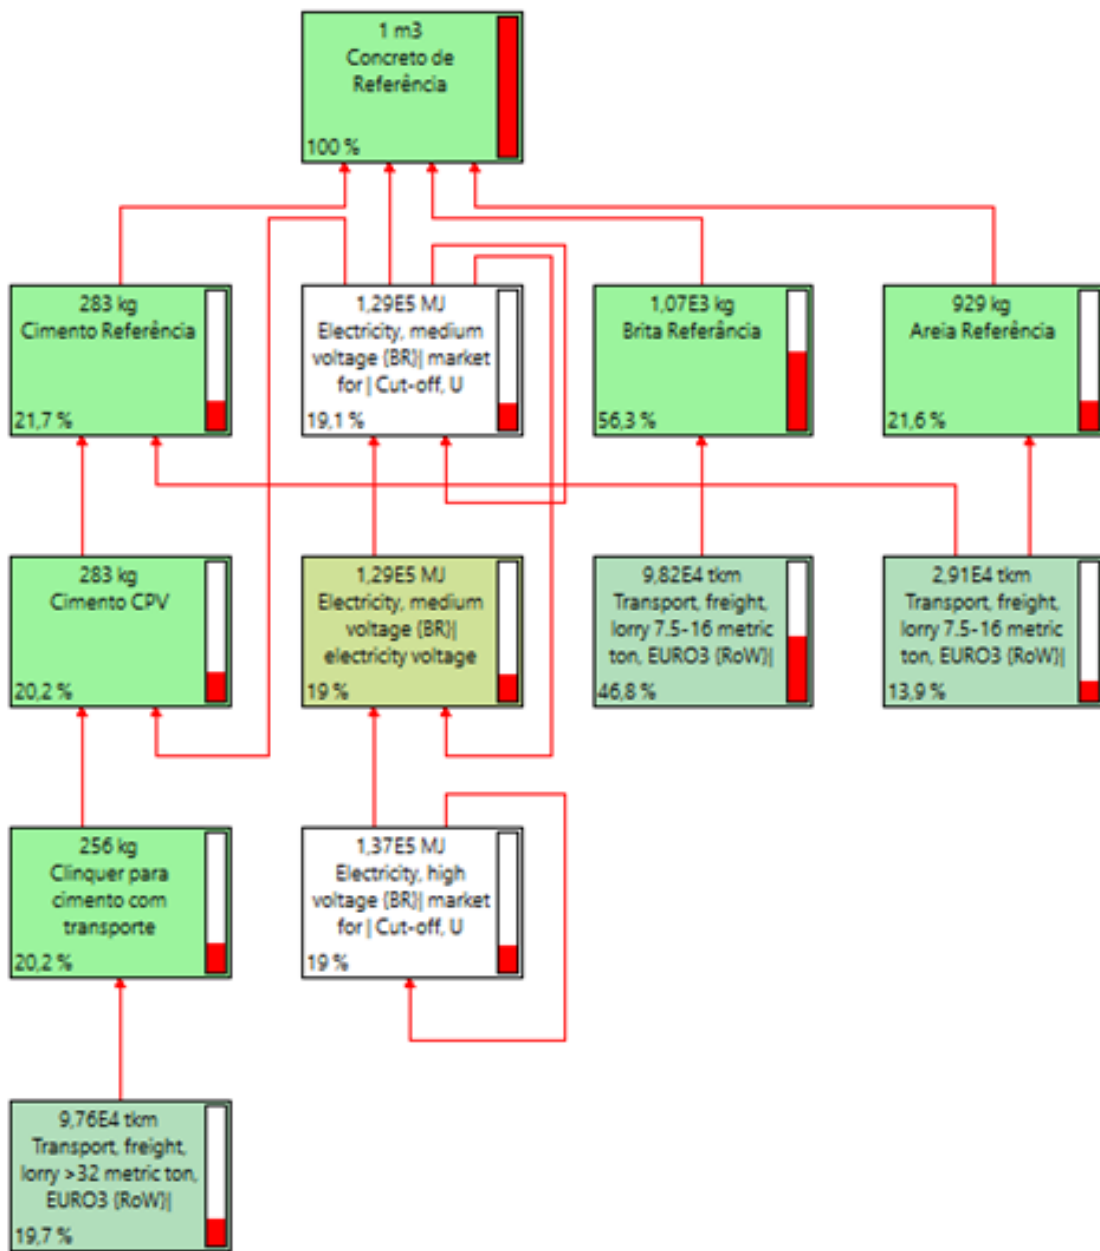 1 m3
Concreto de
Referência
100 %
283 kg
Cimento Referência
21,7 %
1,29E5 MJ
Electricity, medium
voltage {BR}| market
for | Cut-off, U
19,1 %
1,07E3 kg
Brita Referância
56,3 %
929 kg
Areia Referência
21,6 %
283 kg
Cimento CPV
20,2 %
1,29E5 MJ
Electricity, medium
voltage {BR}|
electricity voltage
19 %
9,82E4 tkm
Transport, freight,
lorry 7.5-16 metric
ton, EURO3 {RoW}|
46,8 %
2,91E4 tkm
Transport, freight,
lorry 7.5-16 metric
ton, EURO3 {RoW}|
13,9 %
256 kg
Clinquer para
cimento com
transporte
20,2 %
1,37E5 MJ
Electricity, high
voltage {BR}| market
for | Cut-off, U
19 %
9,76E4 tkm
Transport, freight,
lorry >32 metric ton,
EURO3 {RoW}|
19,7 %